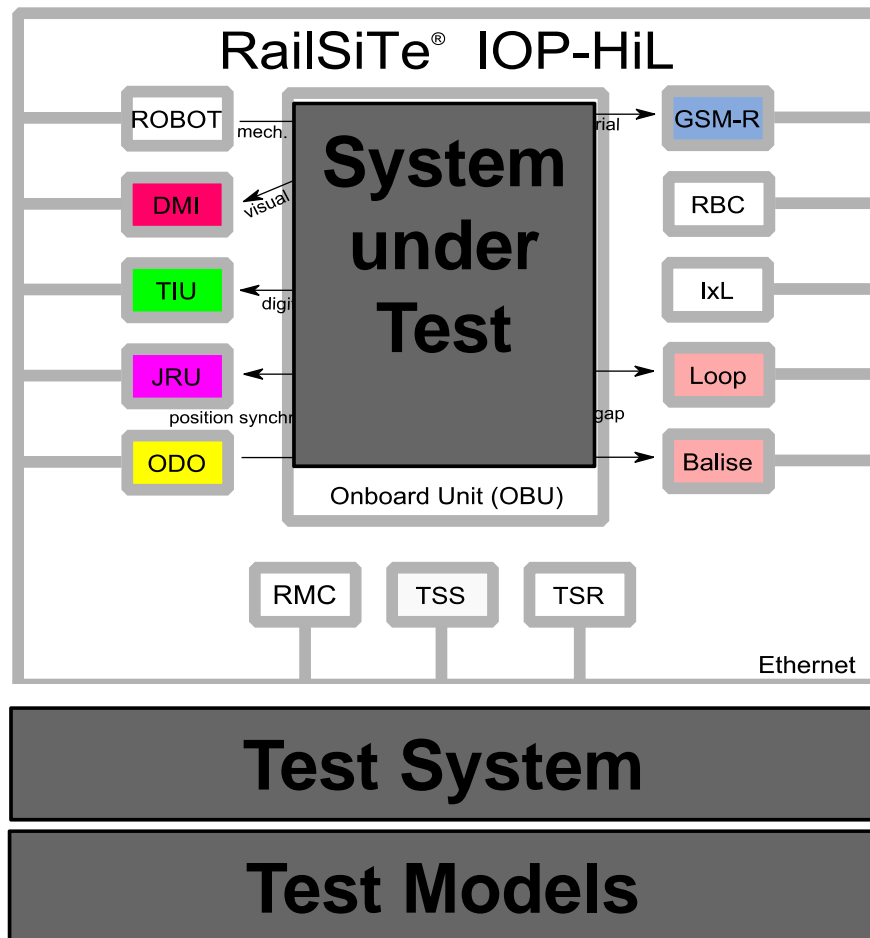 RailSiTe® IOP-HiL
ROBOT
mech.
GSM-R
System
under
Test
DMI
visual
RBC
TIU
IxL
JRU
Loop
position
gap
ODO
Balise
Onboard Unit (OBU)
RMC
TSS
TSR
Ethernet
Test System
Test Models